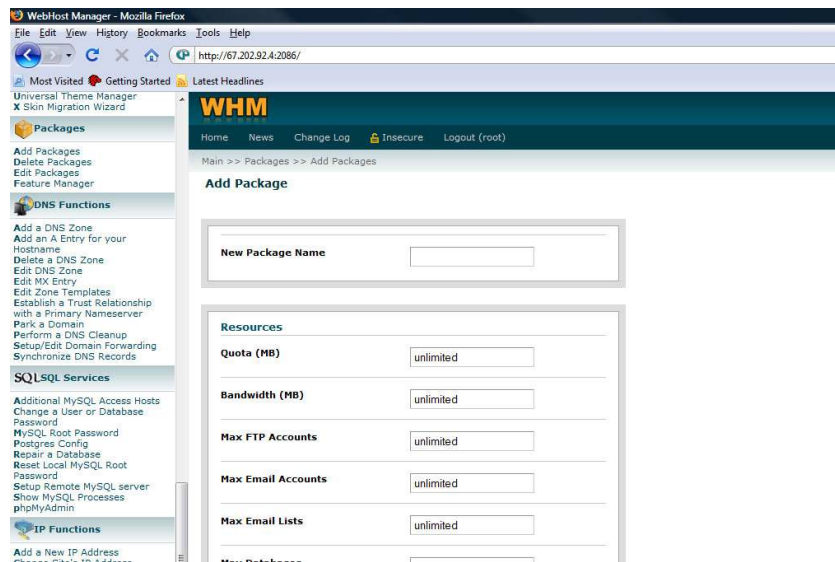 WebHost Manager - Mozilla Firefox
File Edit View History Bookmarks Tools Help
http://67.202.92.4:2086/
Most Visited Getting Started Latest Headlines
Universal Theme Manager
X Skin Migration Wizard
Packages
Add Packages
Delete Packages
Edit Packages
Feature Manager
DNS Functions
Add a DNS Zone
Add an A Entry for your
Hostname
Delete a DNS Zone
Edit DNS Zone
Edit MX Entry
Edit Zone Templates
Establish a Trust Relationship
with a Primary Nameserver
Park a Domain
Perform a DNS Cleanup
Setup/Edit Domain Forwarding
Synchronize DNS Records
SQL SQL Services
Additional MySQL Access Hosts
Change a User or Database
Password
MySQL Root Password
Postgres Config
Repair a Database
Reset Local MySQL Root
Password
Setup Remote MySQL server
Show MySQL Processes
phpMyAdmin
IP Functions
Add a New IP Address
Change Site's IP Address
WHM
Home News Change Log Insecure Logout (root)
Main >> Packages >> Add Packages
Add Package
New Package Name
Resources
Quota (MB) unlimited
Bandwidth (MB) unlimited
Max FTP Accounts unlimited
Max Email Accounts unlimited
Max Email Lists unlimited
Max Databases